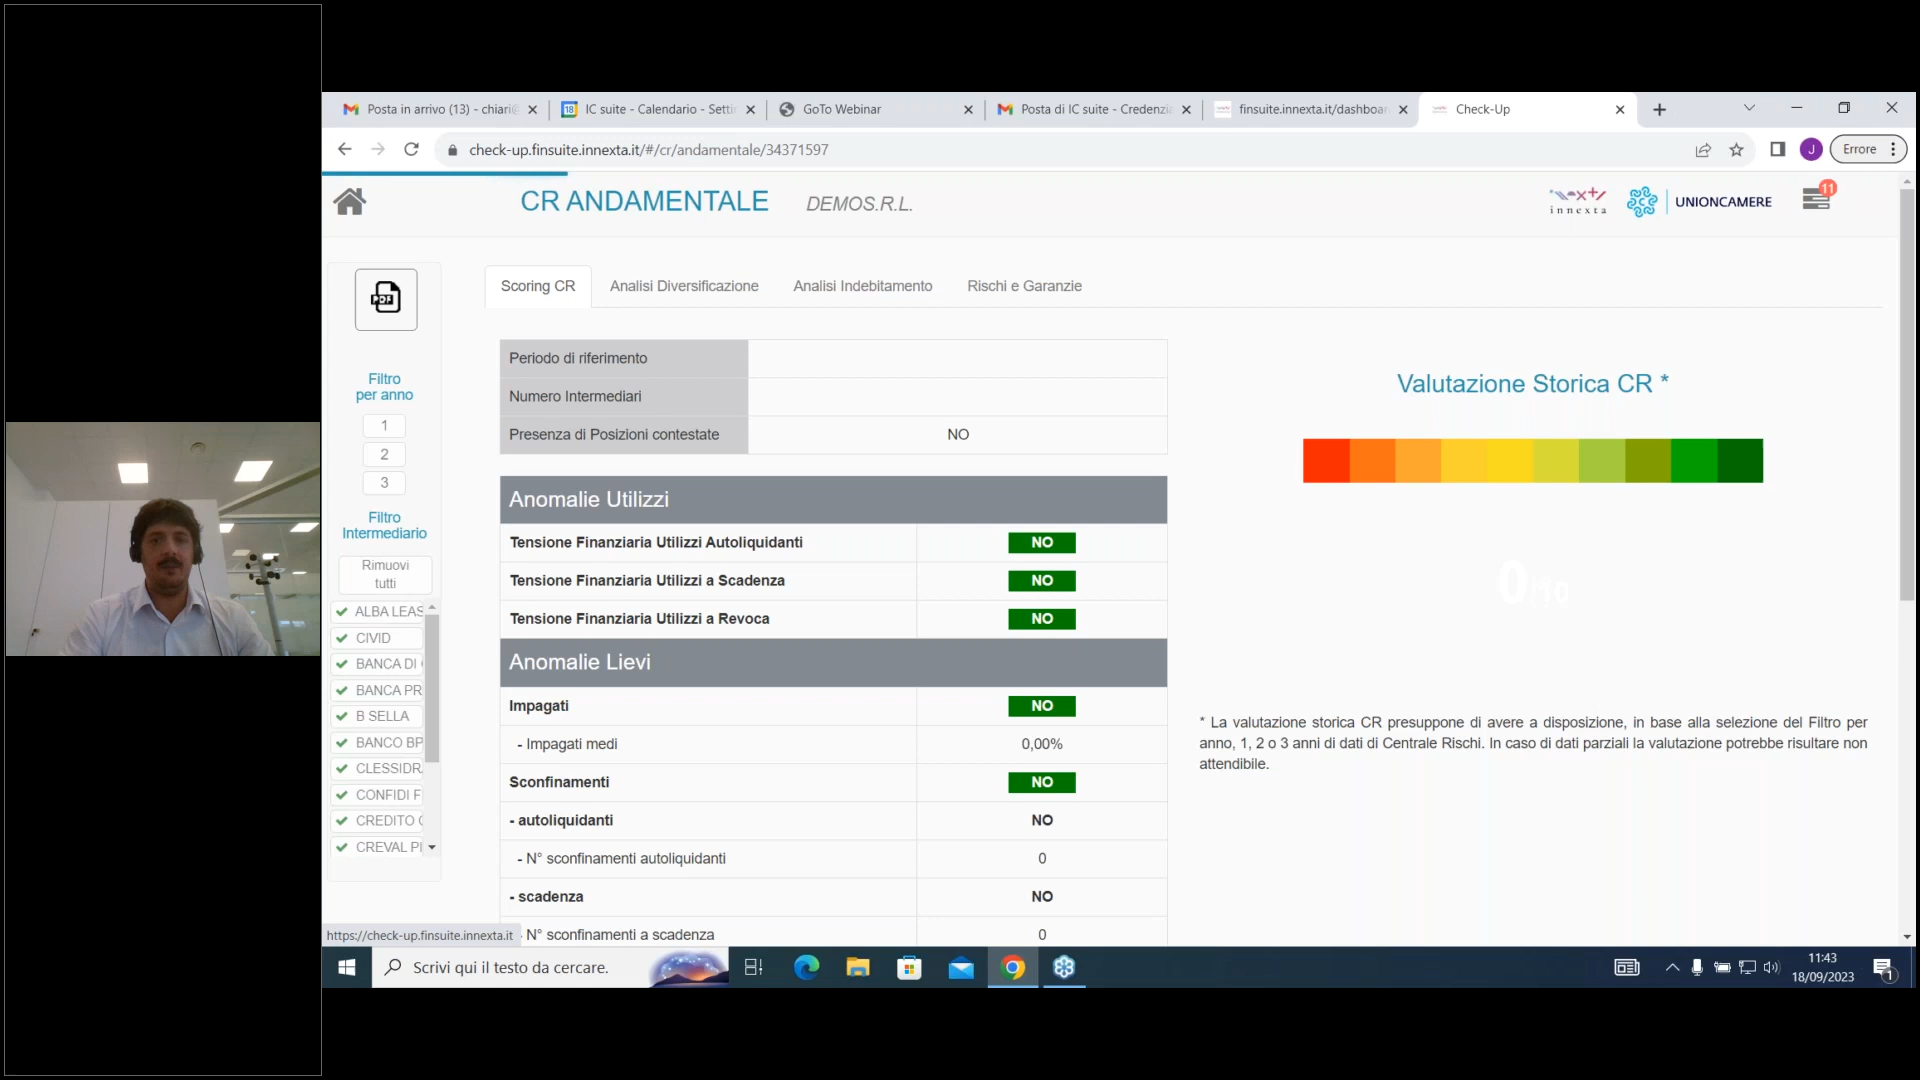 Posta in arrivo (13) - chiari@
IC suite - Calendario - Setti
GoTo Webinar
Posta di IC suite - Credenzia
finsuite.innexta.it/dashboar
Check-Up
check-up.finsuite.innexta.it/#/cr/andamentale/34371597
J
Errore
CR ANDAMENTALE
DEMOS.R.L.
innexta
UNIONCAMERE
11
PDF
Filtro
per anno
1
2
3
Filtro
Intermediario
Rimuovi
tutti
ALBA LEAS
CIVID
BANCA DI
BANCA PR
B SELLA
BANCO BP
CLESSIDR
CONFIDI F
CREDITO
CREVAL PI
Scoring CR
Analisi Diversificazione
Analisi Indebitamento
Rischi e Garanzie
Periodo di riferimento
Numero Intermediari
Presenza di Posizioni contestate NO
Anomalie Utilizzi
Tensione Finanziaria Utilizzi Autoliquidanti NO
Tensione Finanziaria Utilizzi a Scadenza NO
Tensione Finanziaria Utilizzi a Revoca NO
Anomalie Lievi
Impagati NO
- Impagati medi 0,00%
Sconfinamenti NO
- autoliquidanti NO
- N° sconfinamenti autoliquidanti 0
- scadenza NO
- N° sconfinamenti a scadenza 0
Valutazione Storica CR *
0/10
* La valutazione storica CR presuppone di avere a disposizione, in base alla selezione del Filtro per
anno, 1, 2 o 3 anni di dati di Centrale Rischi. In caso di dati parziali la valutazione potrebbe risultare non
attendibile.
https://check-up.finsuite.innexta.it
Scrivi qui il testo da cercare.
11:43
18/09/2023
1